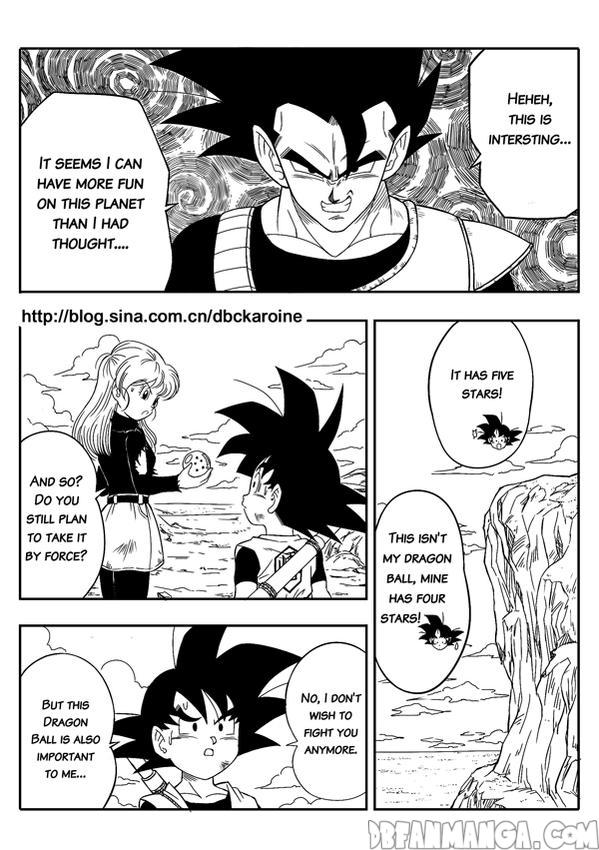 HEHEH,
THIS IS
INTERSTING...
IT SEEMS I CAN
HAVE MORE FUN
ON THIS PLANET
THAN I HAD
THOUGHT....
http://blog.sina.com.cn/dbckaroine
IT HAS FIVE
STARS!
THIS ISN'T
MY DRAGON
BALL, MINE
HAS FOUR
STARS!
AND SO?
DO YOU
STILL PLAN
TO TAKE IT
BY FORCE?
NO, I DON'T
WISH TO
FIGHT YOU
ANYMORE.
BUT THIS
DRAGON
BALL IS ALSO
IMPORTANT
TO ME...
DBFANMANGA.COM